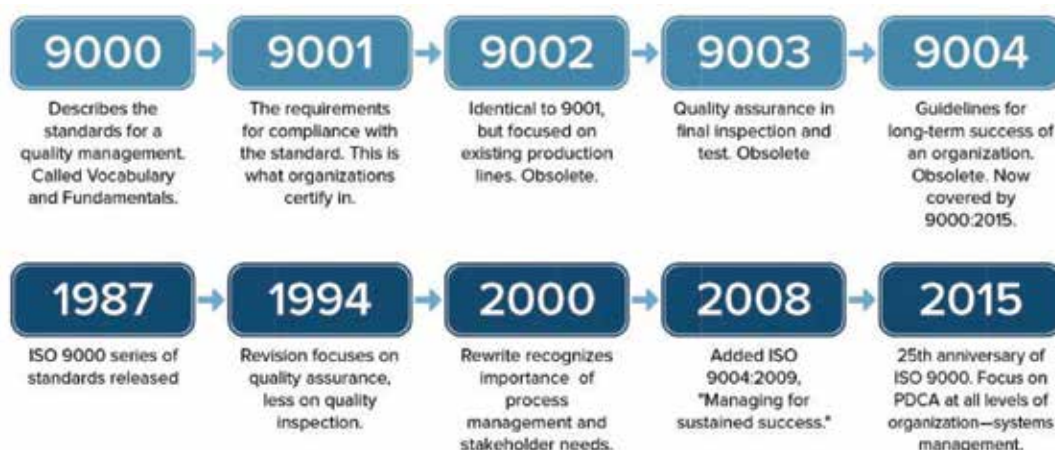 9000
Describes the
standards for a
quality management.
Called Vocabulary
and Fundamentals.
9001
The requirements
for compliance with
the standard. This is
what organizations
certify in.
9002
Identical to 9001,
but focused on
existing production
lines. Obsolete.
9003
Quality assurance in
final inspection and
test. Obsolete
9004
Guidelines for
long-term success of
an organization.
Obsolete. Now
covered by
9000:2015.
1987
ISO 9000 series of
standards released
1994
Revision focuses on
quality assurance,
less on quality
inspection.
2000
Rewrite recognizes
importance of
process
management and
stakeholder needs.
2008
Added ISO
9004:2009,
"Managing for
sustained success."
2015
25th anniversary of
ISO 9000. Focus on
PDCA at all levels of
organization—systems
management.